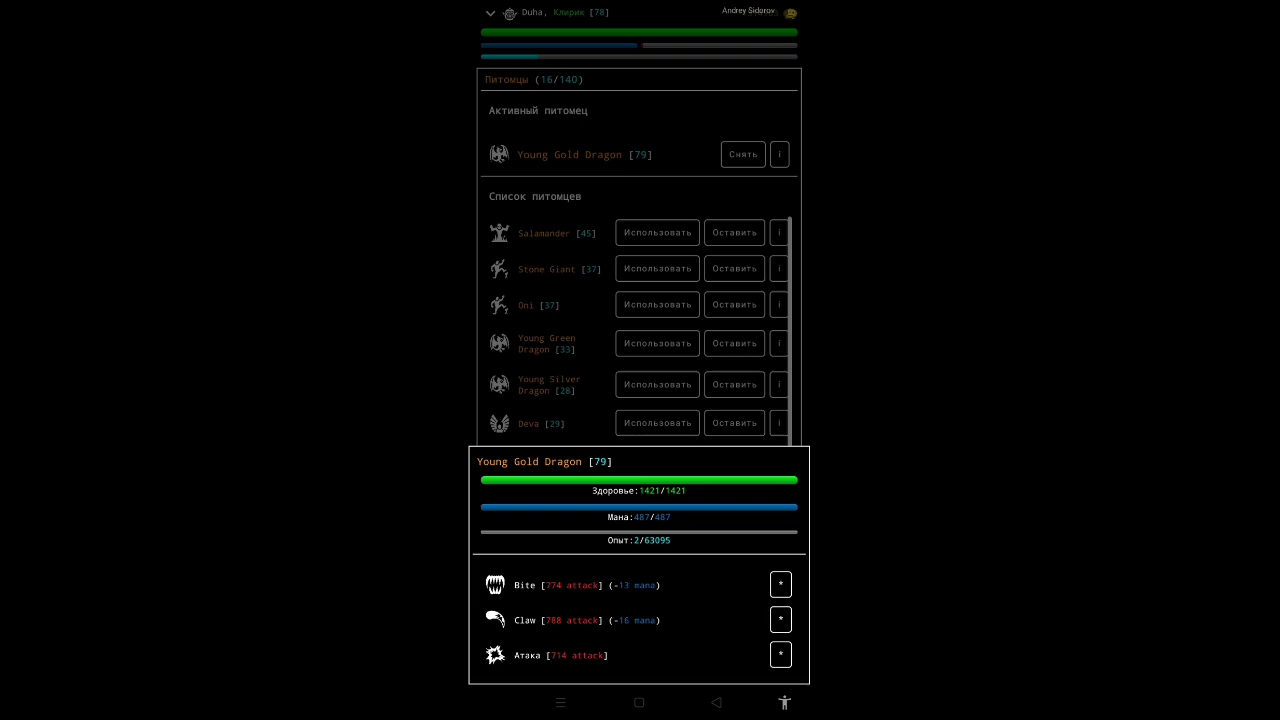 Duha, Клирик [78]
Andrey Sidorov
Питомцы (16/140)
Активный питомец
Young Gold Dragon [79] Снять i
Список питомцев
Salamander [45] Использовать Оставить i
Stone Giant [37] Использовать Оставить i
Oni [37] Использовать Оставить i
Young Green
Dragon [33] Использовать Оставить i
Young Silver
Dragon [28] Использовать Оставить i
Deva [29] Использовать Оставить i
Young Gold Dragon [79]
Здоровье:1421/1421
Мана:487/487
Опыт:2/63095
Bite [774 attack] (-13 mana) *
Claw [788 attack] (-16 mana) *
Атака [714 attack] *